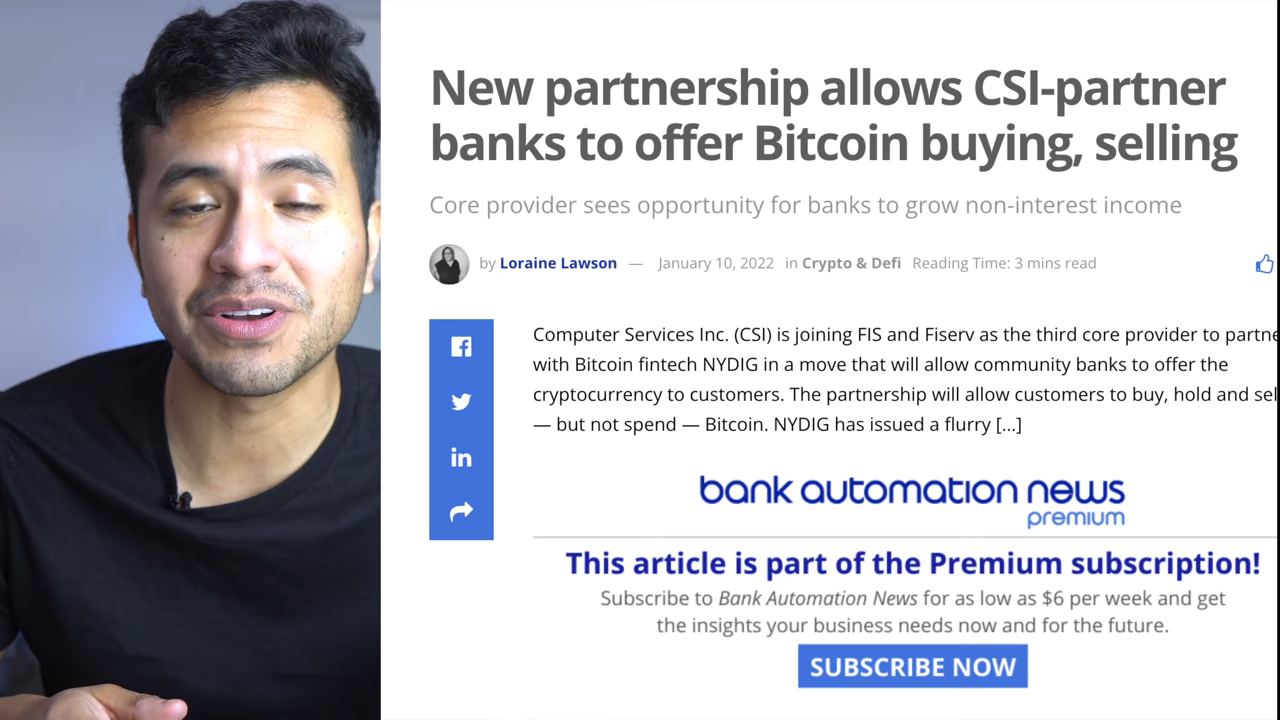 New partnership allows CSI-partner
banks to offer Bitcoin buying, selling
Core provider sees opportunity for banks to grow non-interest income
by Loraine Lawson — January 10, 2022 in Crypto & Defi Reading Time: 3 mins read
Computer Services Inc. (CSI) is joining FIS and Fiserv as the third core provider to partne
with Bitcoin fintech NYDIG in a move that will allow community banks to offer the
cryptocurrency to customers. The partnership will allow customers to buy, hold and sel
— but not spend — Bitcoin. NYDIG has issued a flurry [...]
bank automation news
premium
This article is part of the Premium subscription!
Subscribe to Bank Automation News for as low as $6 per week and get
the insights your business needs now and for the future.
SUBSCRIBE NOW